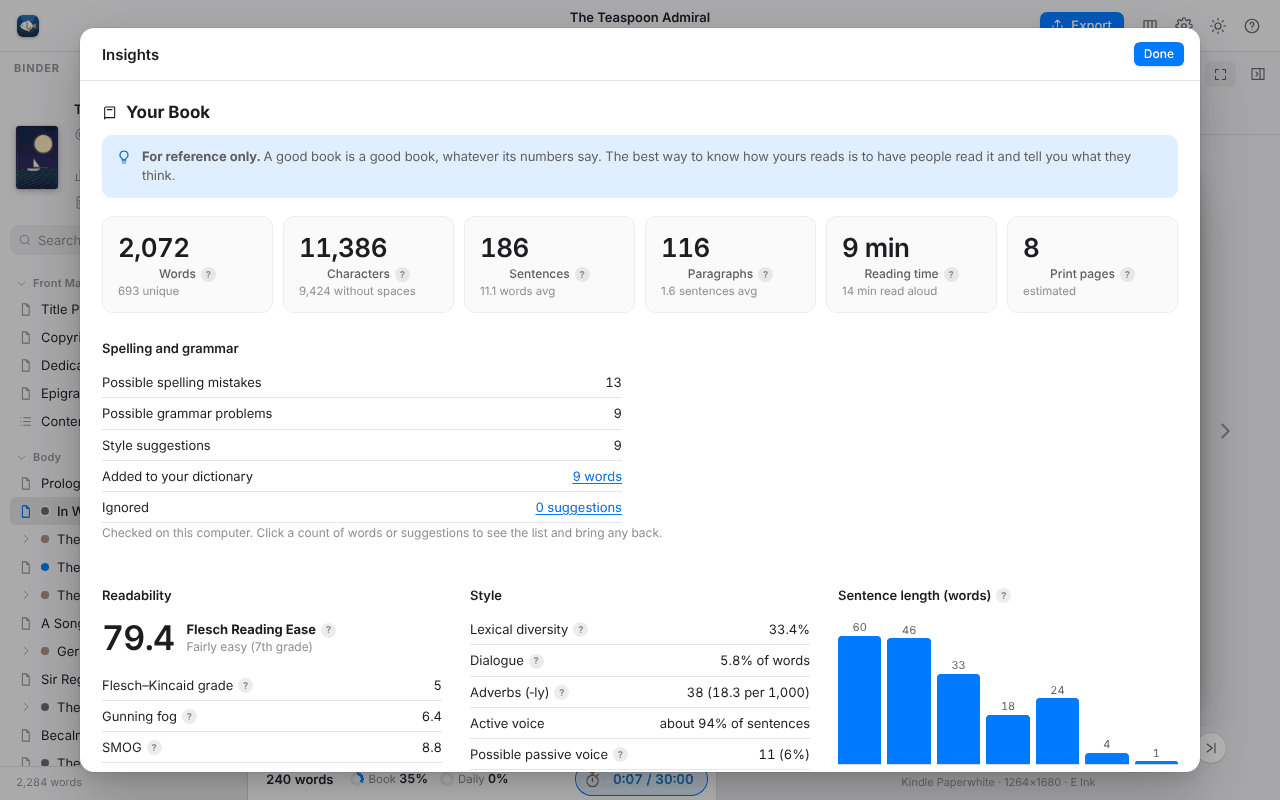 The Teaspoon Admiral
Export
BINDER
Insights
Done
Your Book
For reference only. A good book is a good book, whatever its numbers say. The best way to know how yours reads is to have people read it and tell you what they
think.
2,072
Words ?
693 unique
11,386
Characters ?
9,424 without spaces
186
Sentences ?
11.1 words avg
116
Paragraphs ?
1.6 sentences avg
9 min
Reading time ?
14 min read aloud
8
Print pages ?
estimated
Spelling and grammar
Possible spelling mistakes 13
Possible grammar problems 9
Style suggestions 9
Added to your dictionary 9 words
Ignored 0 suggestions
Checked on this computer. Click a count of words or suggestions to see the list and bring any back.
Readability
79.4
Flesch Reading Ease ?
Fairly easy (7th grade)
Flesch–Kincaid grade ? 5
Gunning fog ? 6.4
SMOG ? 8.8
Style
Lexical diversity ? 33.4%
Dialogue ? 5.8% of words
Adverbs (-ly) ? 38 (18.3 per 1,000)
Active voice about 94% of sentences
Possible passive voice ? 11 (6%)
Sentence length (words) ?
60
46
33
18
24
4
1
Search
Front Ma
Title P
Copyri
Dedica
Epigra
Conter
Body
Prolog
In W
The
The
The
A Song
Ger
Sir Reg
The
Becaln
The
2,284 words
240 words
Book 35%
Daily 0%
0:07 / 30:00
Kindle Paperwhite · 1264×1680 · E Ink